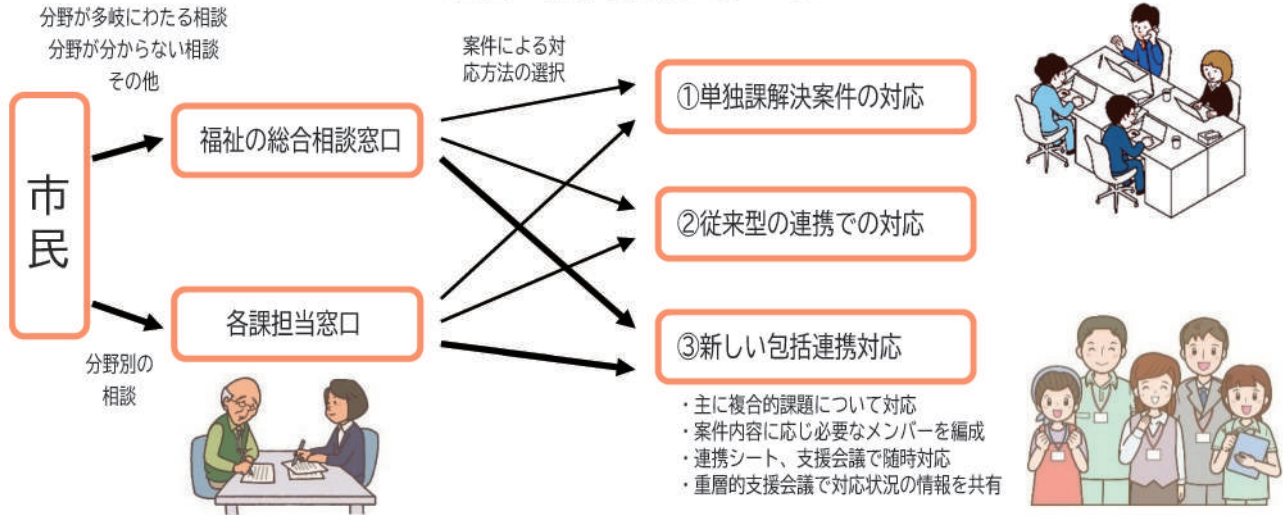 分野が多岐にわたる相談
分野が分からない相談
その他
案件による対
応方法の選択
市
民
福祉の総合相談窓口
各課担当窓口
分野別の
相談
①単独課解決案件の対応
②従来型の連携での対応
③新しい包括連携対応
・主に複合的課題について対応
・案件内容に応じ必要なメンバーを編成
・連携シート、支援会議で随時対応
・重層的支援会議で対応状況の情報を共有